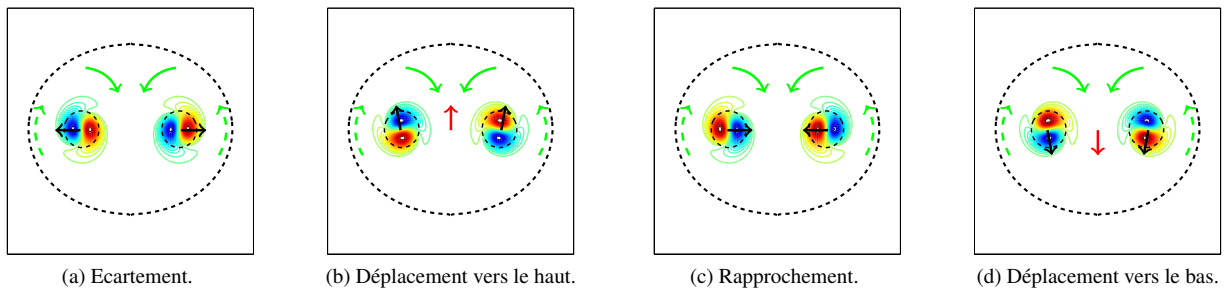 (a) Ecartement.
(b) Déplacement vers le haut.
(c) Rapprochement.
(d) Déplacement vers le bas.